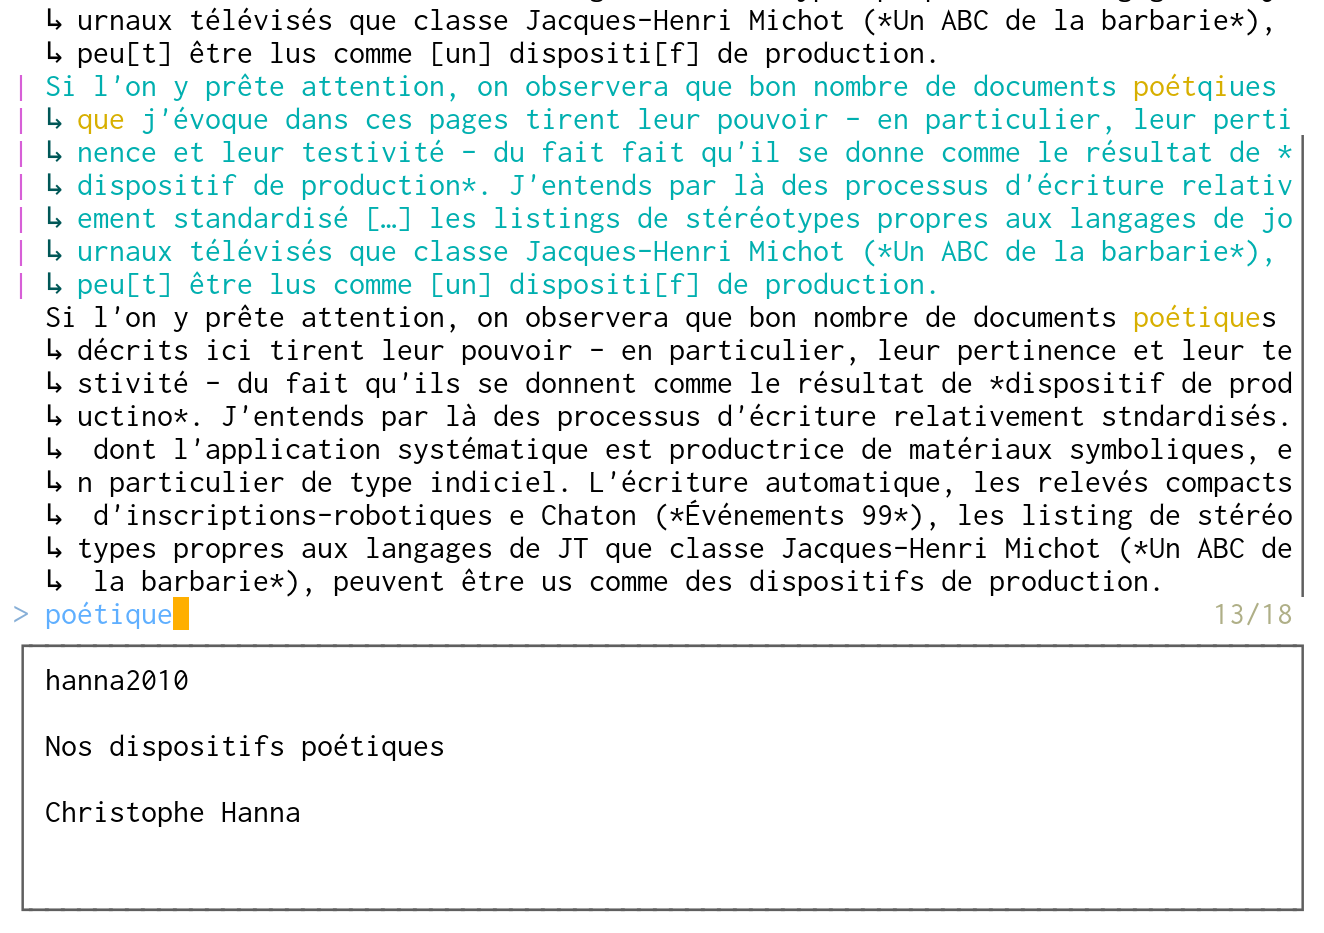 ↳ urnaux télévisés que classe Jacques-Henri Michot (*Un ABC de la barbarie*),
↳ peu[t] être lus comme [un] dispositi[f] de production.
| Si l'on y prête attention, on observera que bon nombre de documents poétqiues
| ↳ que j'évoque dans ces pages tirent leur pouvoir – en particulier, leur perti
| ↳ nence et leur testivité – du fait fait qu'il se donne comme le résultat de *
| ↳ dispositif de production*. J'entends par là des processus d'écriture relativ
| ↳ ement standardisé […] les listings de stéréotypes propres aux langages de jo
| ↳ urnaux télévisés que classe Jacques-Henri Michot (*Un ABC de la barbarie*),
| ↳ peu[t] être lus comme [un] dispositi[f] de production.
Si l'on y prête attention, on observera que bon nombre de documents poétiques
↳ décrits ici tirent leur pouvoir – en particulier, leur pertinence et leur te
↳ stivité – du fait qu'ils se donnent comme le résultat de *dispositif de prod
↳ uctino*. J'entends par là des processus d'écriture relativement stndardisés.
↳  dont l'application systématique est productrice de matériaux symboliques, e
↳ n particulier de type indiciel. L'écriture automatique, les relevés compacts
↳  d'inscriptions-robotiques e Chaton (*Événements 99*), les listing de stéréo
↳ types propres aux langages de JT que classe Jacques-Henri Michot (*Un ABC de
↳  la barbarie*), peuvent être us comme des dispositifs de production.
> poétique 13/18
hanna2010
Nos dispositifs poétiques
Christophe Hanna